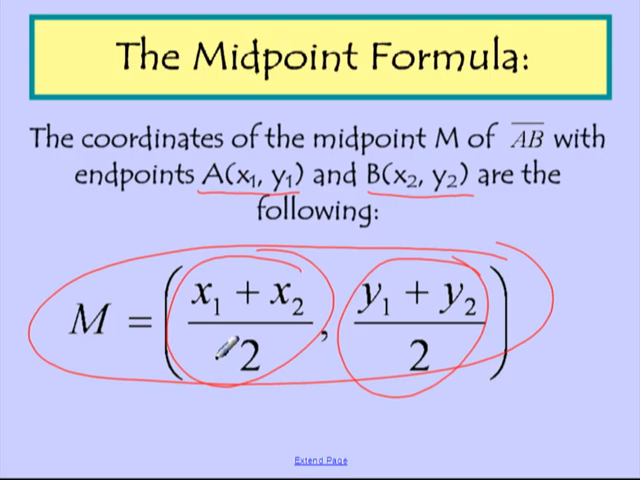 The Midpoint Formula:
The coordinates of the midpoint M of AB with
endpoints A(x₁, y₁) and B(x₂, y₂) are the
following:
M = ( (x₁ + x₂)/2 , (y₁ + y₂)/2 )
Extend Page